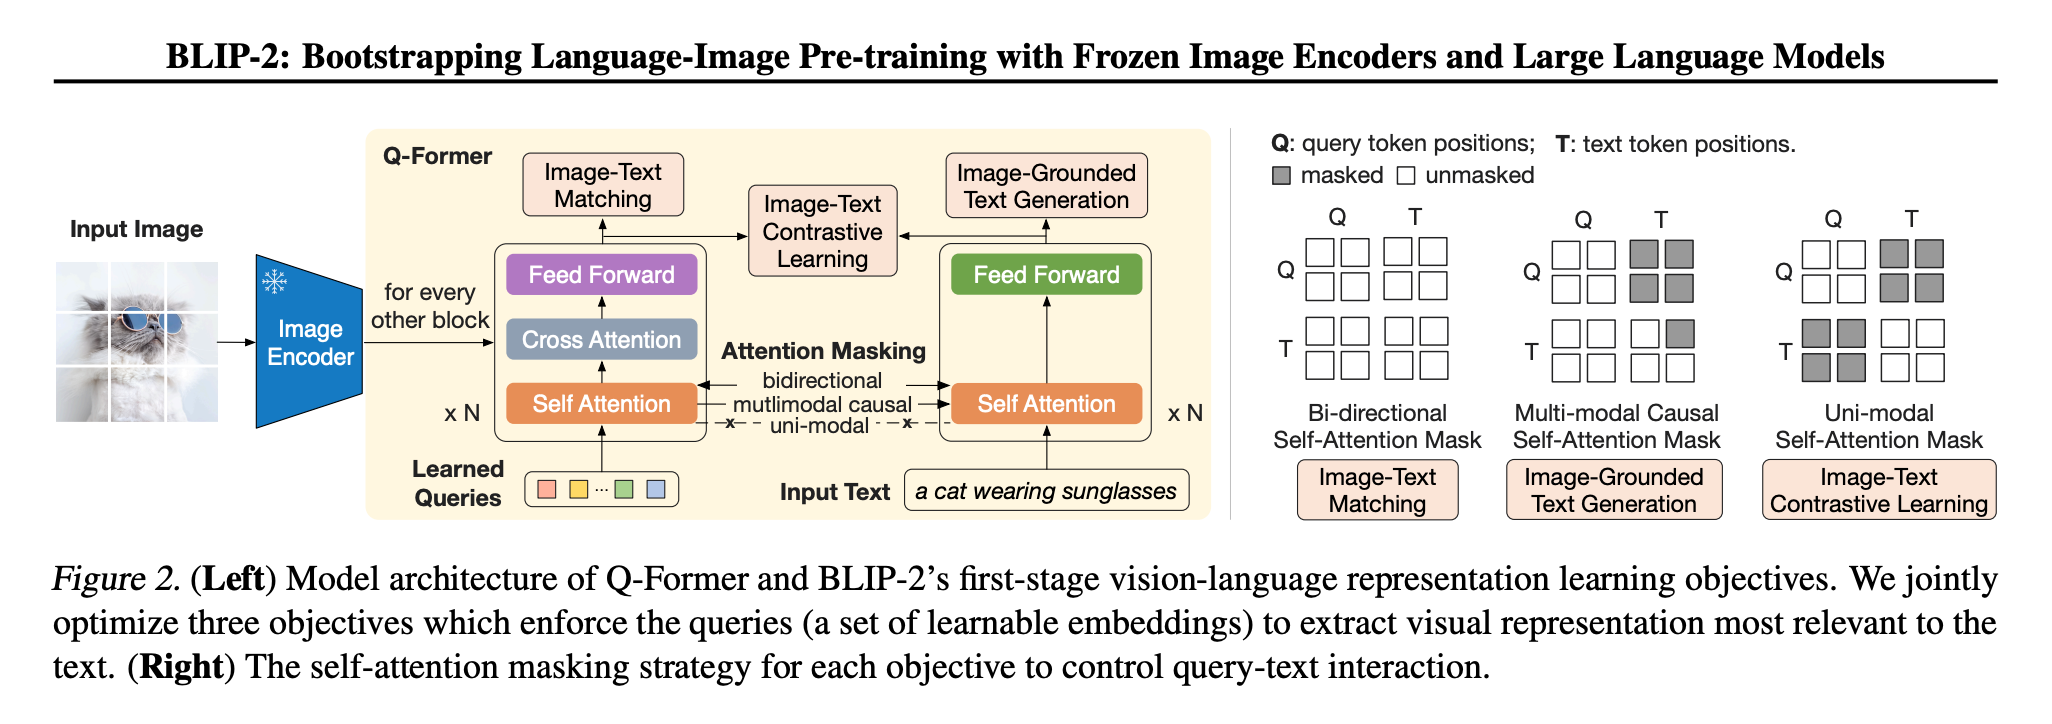 BLIP-2: Bootstrapping Language-Image Pre-training with Frozen Image Encoders and Large Language Models
Input Image
Image
Encoder
for every
other block
Q-Former
Image-Text
Matching
Image-Text
Contrastive
Learning
Image-Grounded
Text Generation
Feed Forward
Cross Attention
Self Attention
x N
Feed Forward
Self Attention
x N
Attention Masking
bidirectional
mutlimodal causal
x uni-modal x
Learned
Queries
...
Input Text
a cat wearing sunglasses
Q: query token positions; T: text token positions.
masked unmasked
Q T
Q
T
Bi-directional
Self-Attention Mask
Image-Text
Matching
Q T
Q
T
Multi-modal Causal
Self-Attention Mask
Image-Grounded
Text Generation
Q T
Q
T
Uni-modal
Self-Attention Mask
Image-Text
Contrastive Learning
Figure 2. (Left) Model architecture of Q-Former and BLIP-2's first-stage vision-language representation learning objectives. We jointly
optimize three objectives which enforce the queries (a set of learnable embeddings) to extract visual representation most relevant to the
text. (Right) The self-attention masking strategy for each objective to control query-text interaction.